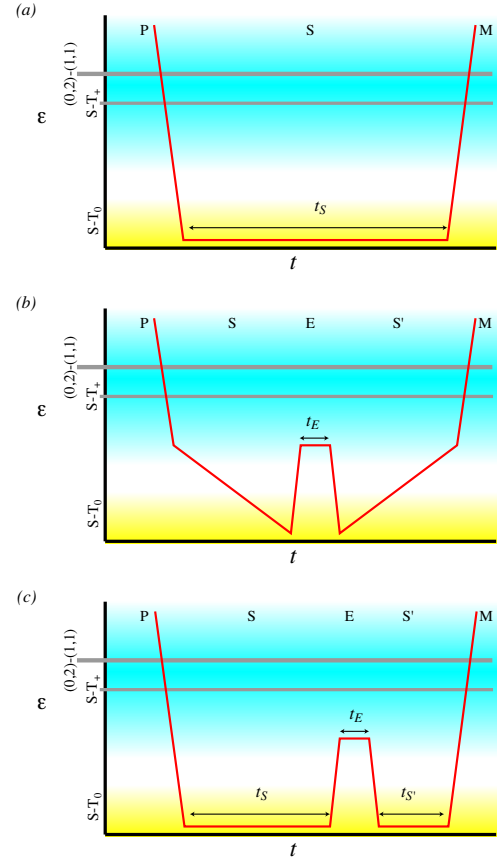 (a)
P S M
(0,2)-(1,1)
S-T+
ε
S-T0
tS
t
(b)
P S E S' M
(0,2)-(1,1)
S-T+
ε
tE
S-T0
t
(c)
P S E S' M
(0,2)-(1,1)
S-T+
ε
tE
S-T0
tS tS'
t